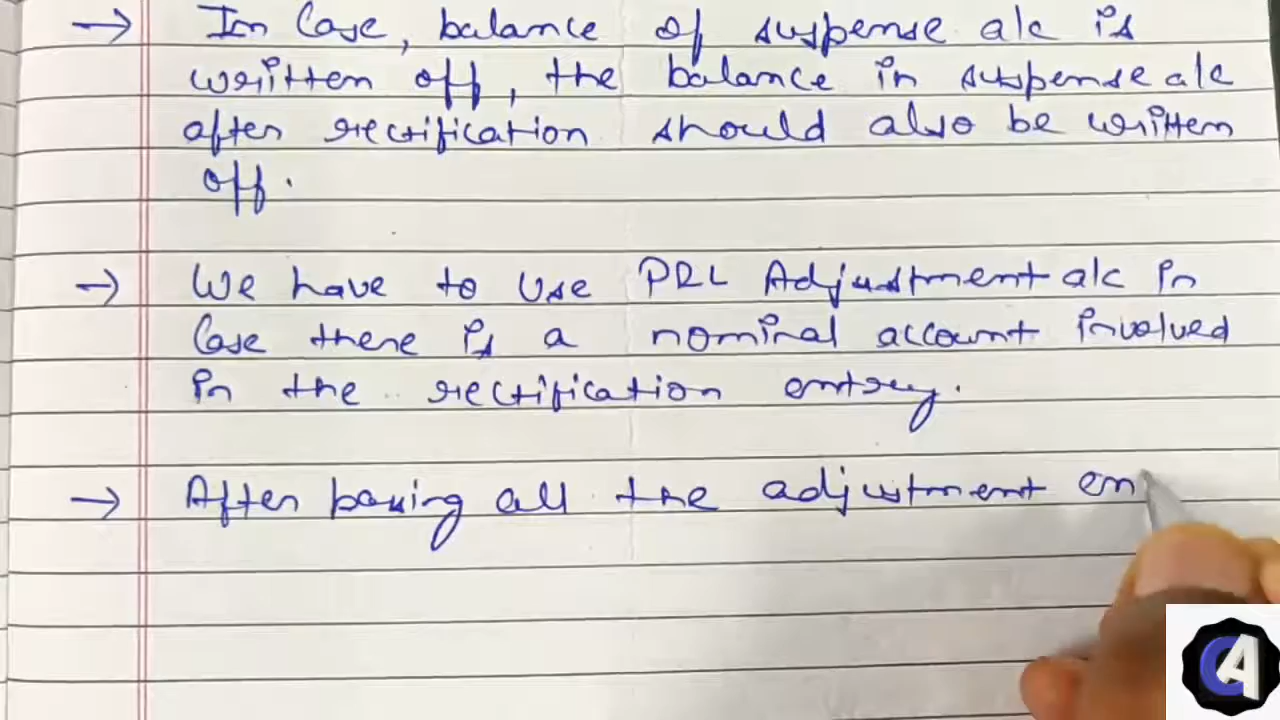 → In Case, balance of suspense a/c is
written off, the balance in suspense a/c
after rectification should also be written
off.
→ We have to use P&L Adjustment a/c in
Case there is a nominal account involved
in the rectification entry.
→ After passing all the adjustment en
CA